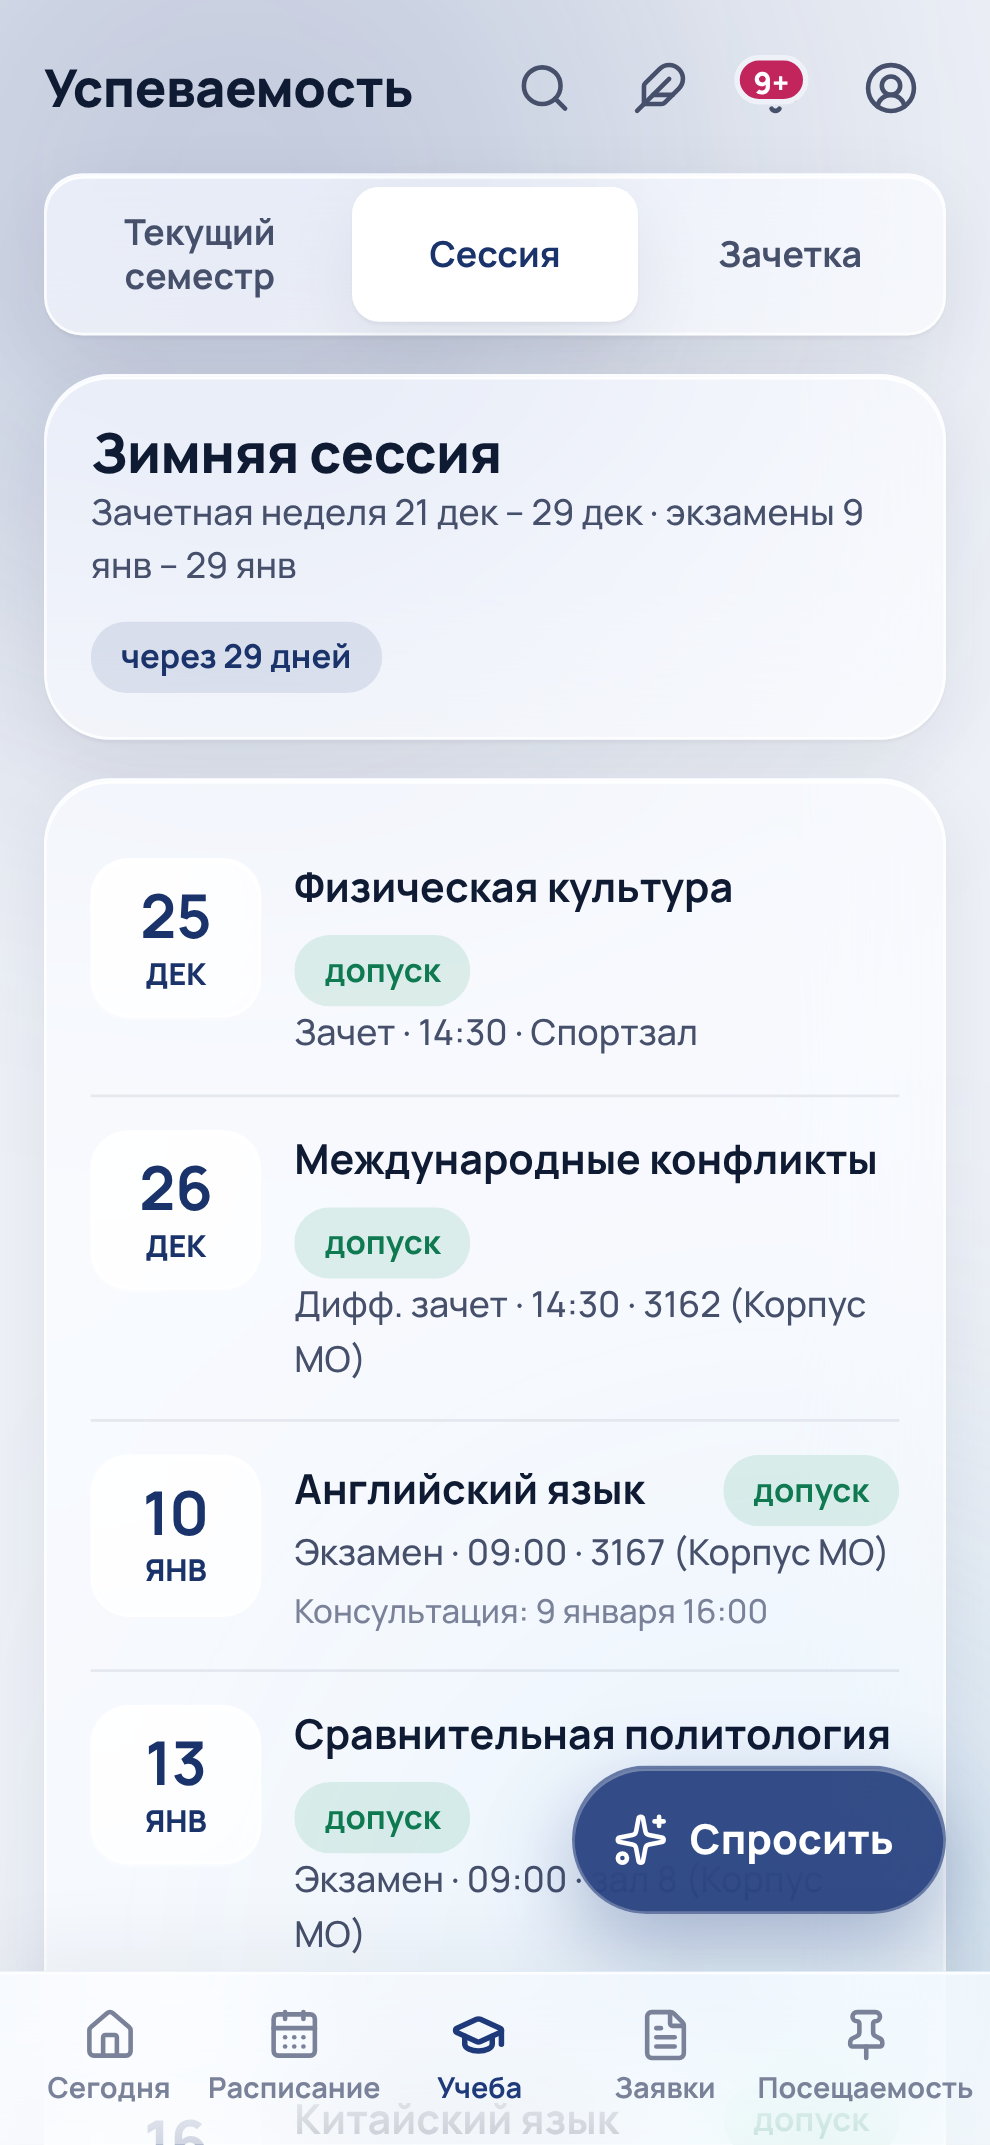 Успеваемость
9+
Текущий
семестр
Сессия
Зачетка
Зимняя сессия
Зачетная неделя 21 дек – 29 дек · экзамены 9
янв – 29 янв
через 29 дней
25
ДЕК
Физическая культура
допуск
Зачет · 14:30 · Спортзал
26
ДЕК
Международные конфликты
допуск
Дифф. зачет · 14:30 · 3162 (Корпус
МО)
10
ЯНВ
Английский язык
допуск
Экзамен · 09:00 · 3167 (Корпус МО)
Консультация: 9 января 16:00
13
ЯНВ
Сравнительная политология
допуск
Экзамен · 09:00 · зал 8 (Корпус
МО)
Спросить
Сегодня
Расписание
Учеба
Заявки
Посещаемость
16
Китайский язык
допуск